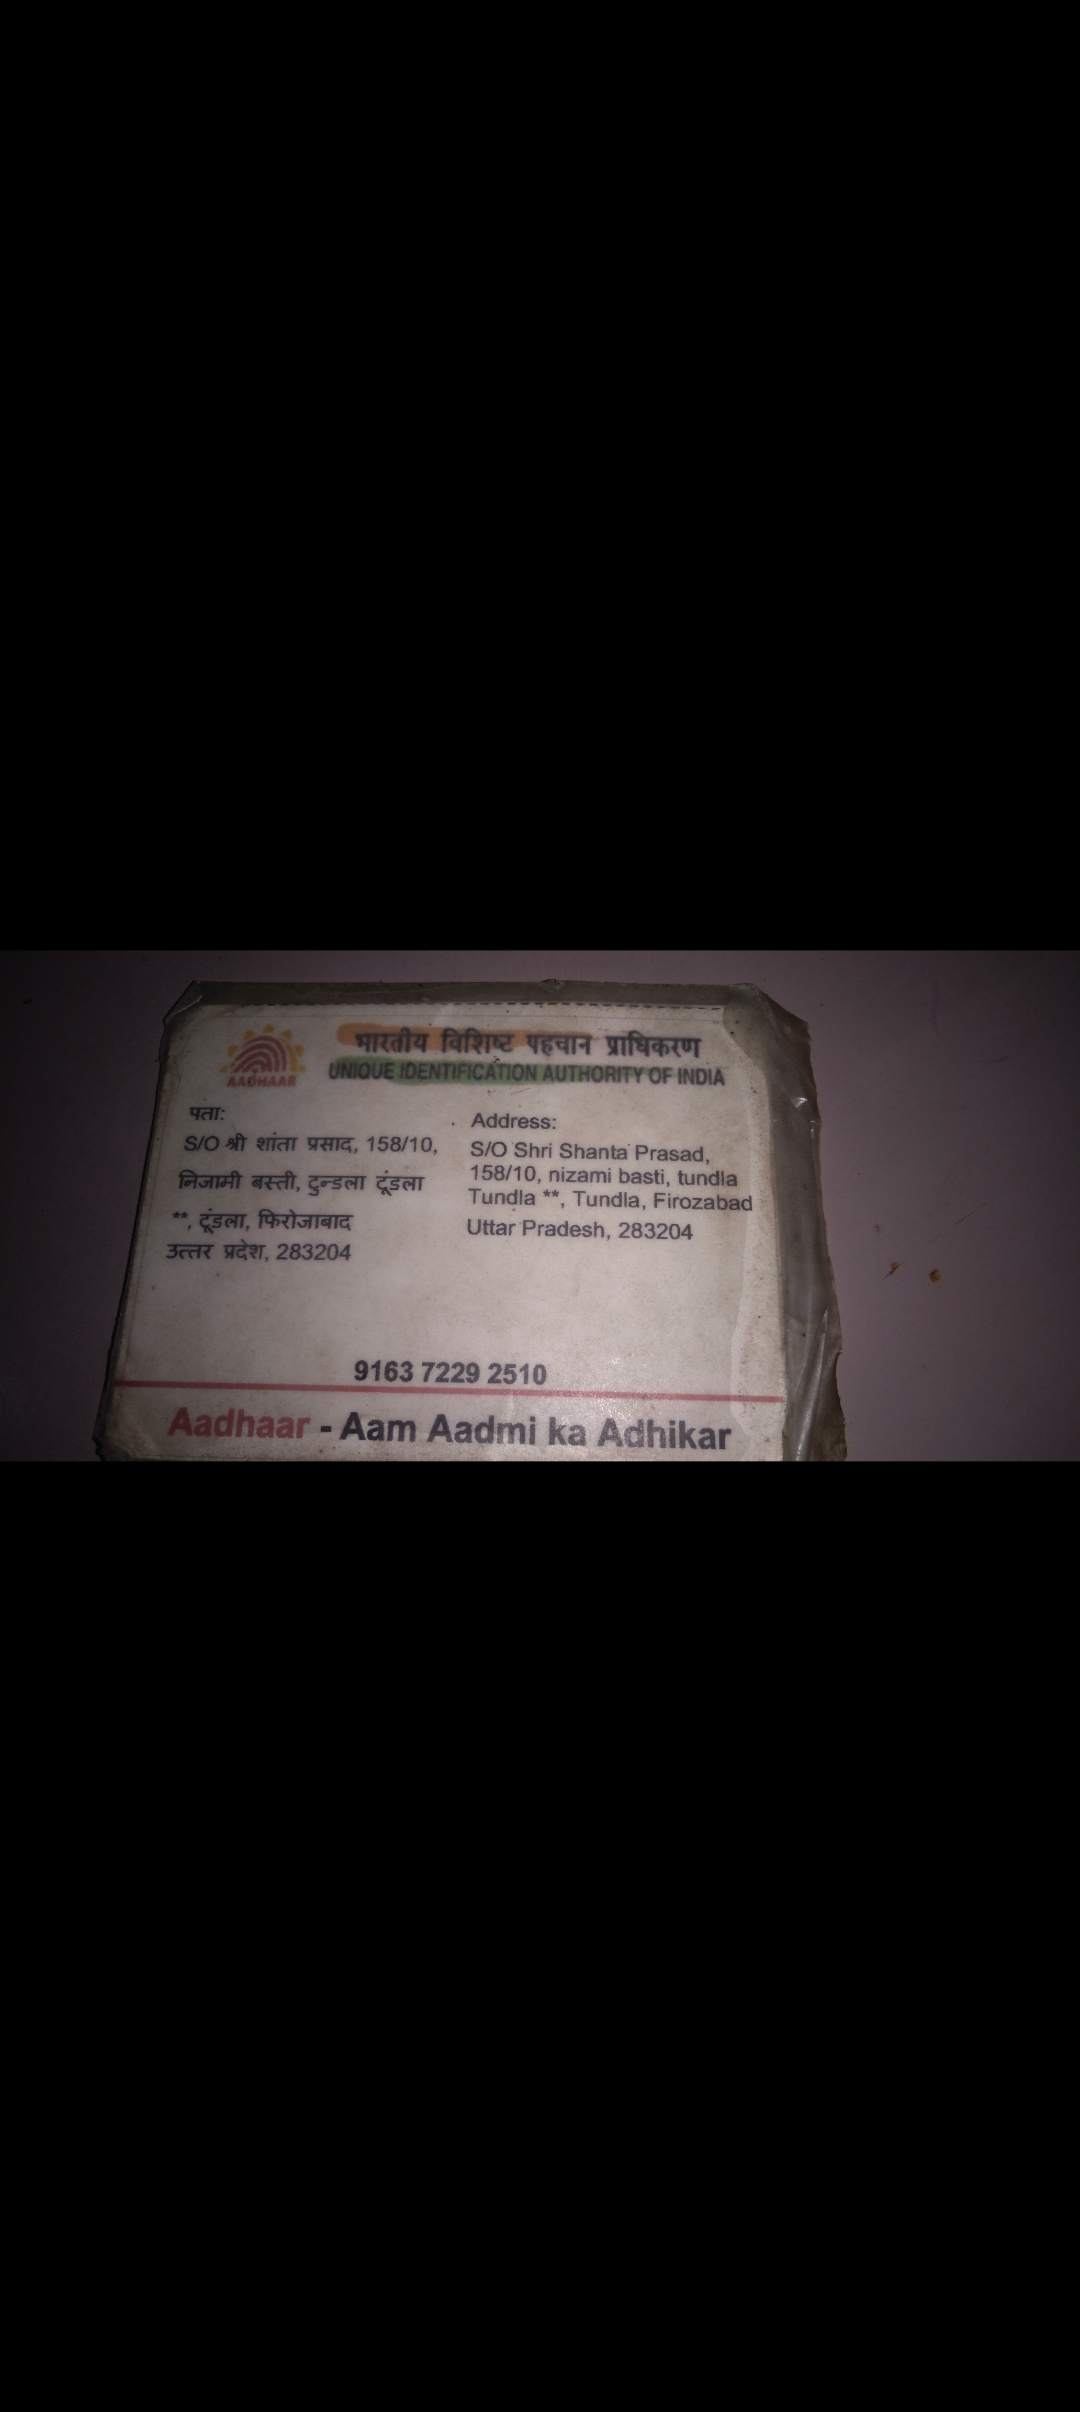 भारतीय विशिष्ट पहचान प्राधिकरण
UNIQUE IDENTIFICATION AUTHORITY OF INDIA
AADHAAR
पता:
S/O श्री शांता प्रसाद, 158/10,
निजामी बस्ती, टुन्डला टूंडला
**, टूंडला, फिरोजाबाद
उत्तर प्रदेश, 283204
Address:
S/O Shri Shanta Prasad,
158/10, nizami basti, tundla
Tundla **, Tundla, Firozabad
Uttar Pradesh, 283204
9163 7229 2510
Aadhaar - Aam Aadmi ka Adhikar